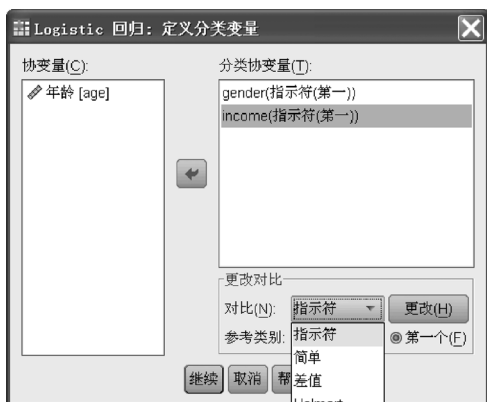 Logistic 回归: 定义分类变量
协变量(C):
年龄 [age]
分类协变量(T):
gender(指示符(第一))
income(指示符(第一))
更改对比
对比(N): 指示符 更改(H)
参考类别: 第一个(F)
指示符
简单
差值
继续 取消 帮